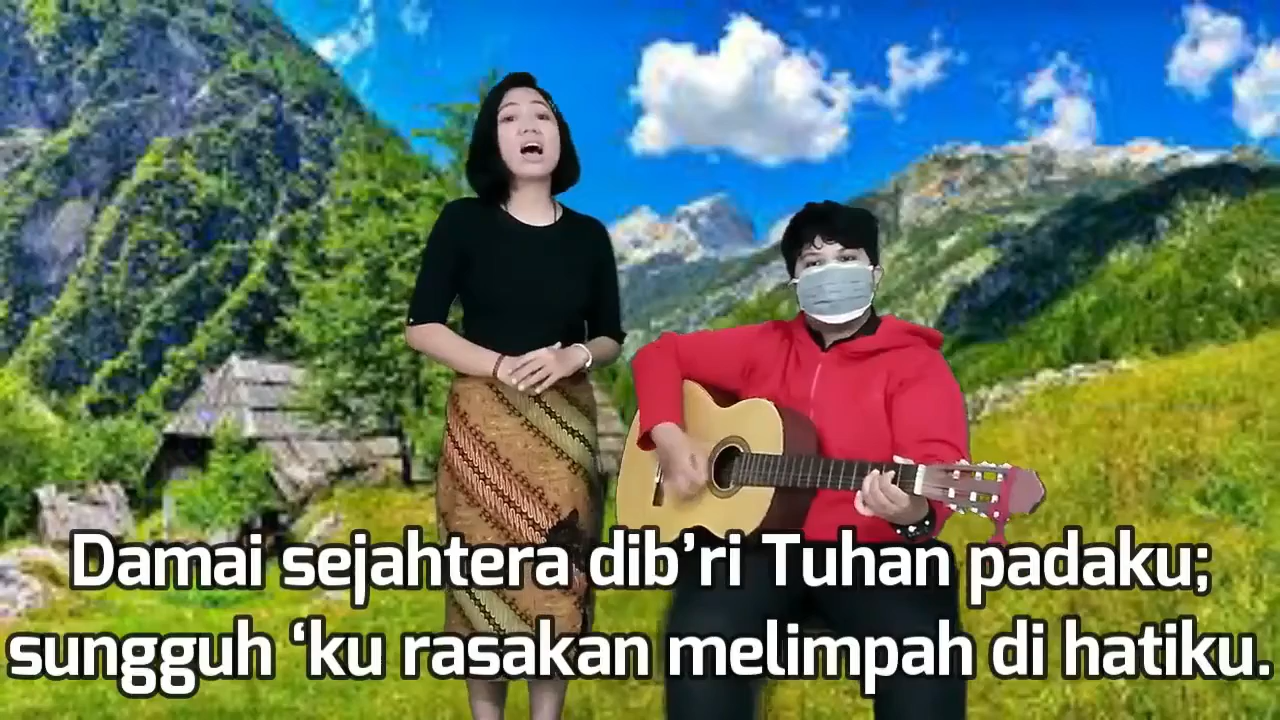 Damai sejahtera dib’ri Tuhan padaku;
sungguh ‘ku rasakan melimpah di hatiku.